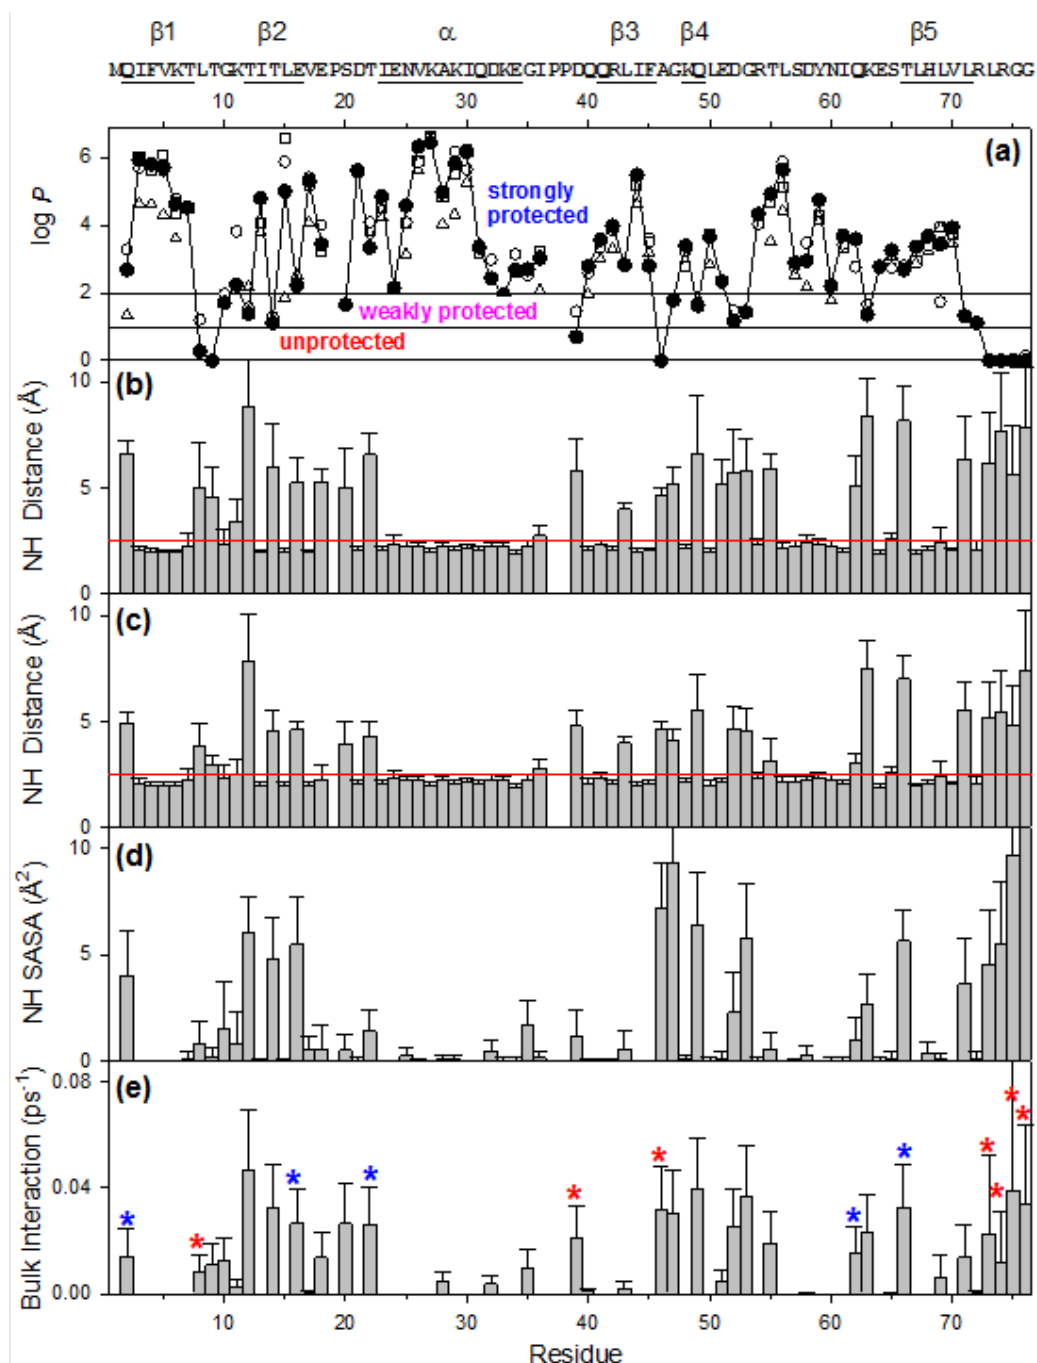 β1 β2 α β3 β4 β5
MQIFVKTLTGKTITLEVEPSDTIENVKAKIQDKEGIPPDQQRLIFAGKQLEDGRTLSDYNIQKESTLHLVLRLRGG
10 20 30 40 50 60 70
(a)
log P
6
4
2
0
strongly
protected
weakly protected
unprotected
(b)
NH Distance (Å)
10
5
0
(c)
NH Distance (Å)
10
5
0
(d)
NH SASA (Å²)
10
5
0
(e)
Bulk Interaction (ps⁻¹)
0.08
0.04
0.00
* * * * * * * * * * * *
10 20 30 40 50 60 70
Residue